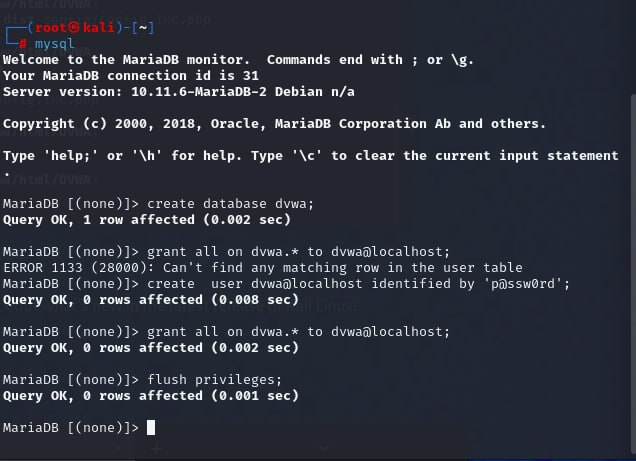 dist config/config.inc.php
┌──(root㉿kali)-[~]
└─# mysql
Welcome to the MariaDB monitor.  Commands end with ; or \g.
Your MariaDB connection id is 31
Server version: 10.11.6-MariaDB-2 Debian n/a
Copyright (c) 2000, 2018, Oracle, MariaDB Corporation Ab and others.
Type 'help;' or '\h' for help. Type '\c' to clear the current input statement
.
MariaDB [(none)]> create database dvwa;
Query OK, 1 row affected (0.002 sec)
MariaDB [(none)]> grant all on dvwa.* to dvwa@localhost;
ERROR 1133 (28000): Can't find any matching row in the user table
MariaDB [(none)]> create  user dvwa@localhost identified by 'p@ssw0rd';
Query OK, 0 rows affected (0.008 sec)
MariaDB [(none)]> grant all on dvwa.* to dvwa@localhost;
Query OK, 0 rows affected (0.002 sec)
MariaDB [(none)]> flush privileges;
Query OK, 0 rows affected (0.001 sec)
MariaDB [(none)]>